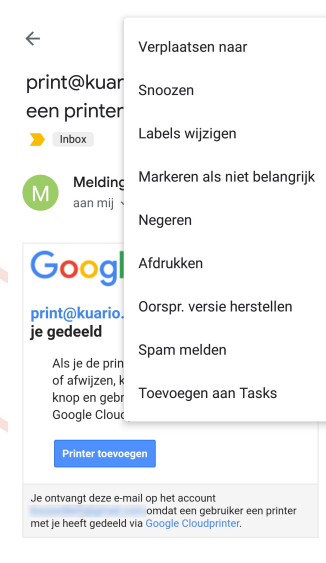 Verplaatsen naar
Snoozen
Labels wijzigen
Markeren als niet belangrijk
Negeren
Afdrukken
Oorspr. versie herstellen
Spam melden
Toevoegen aan Tasks
print@kuar
een printer
Inbox
M
Melding
aan mij
Googl
print@kuario.
je gedeeld
Als je de prin
of afwijzen, k
knop en gebr
Google Cloud
Printer toevoegen
Je ontvangt deze e-mail op het account
omdat een gebruiker een printer
met je heeft gedeeld via Google Cloudprinter.